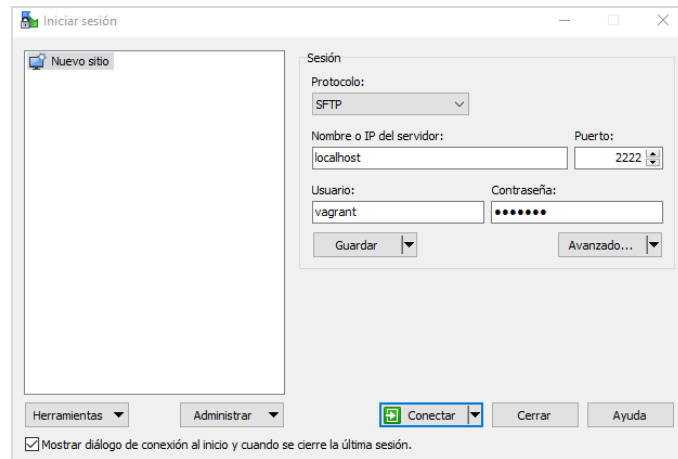 Iniciar sesión
Nuevo sitio
Sesión
Protocolo:
SFTP
Nombre o IP del servidor:
Puerto:
localhost
2222
Usuario:
Contraseña:
vagrant
•••••••
Guardar
Avanzado...
Herramientas
Administrar
Conectar
Cerrar
Ayuda
Mostrar diálogo de conexión al inicio y cuando se cierre la última sesión.